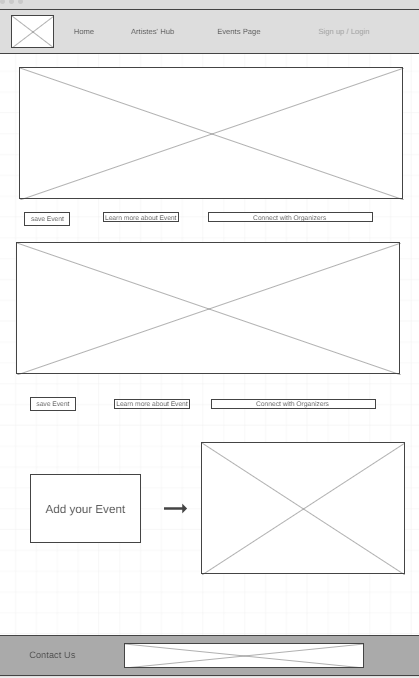 Home Artistes' Hub Events Page Sign up / Login
save Event Learn more about Event Connect with Organizers
save Event Learn more about Event Connect with Organizers
Add your Event
Contact Us